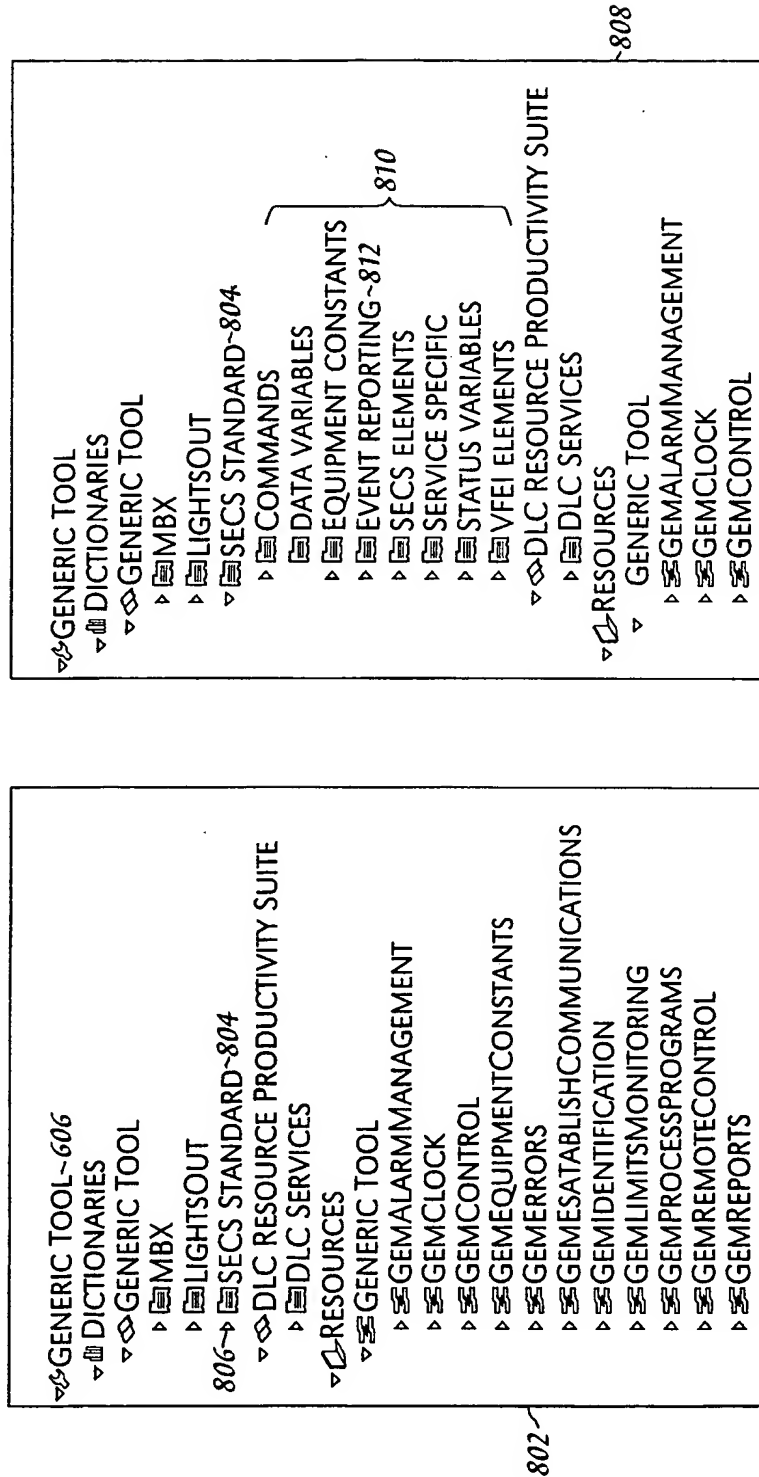 GENERIC TOOL~606
DICTIONARIES
GENERIC TOOL
MBX
LIGHTSOUT
806 SECS STANDARD~804
DLC RESOURCE PRODUCTIVITY SUITE
DLC SERVICES
RESOURCES
GENERIC TOOL
GEMALARMMANAGEMENT
GEMCLOCK
GEMCONTROL
GEMEQUIPMENTCONSTANTS
GEMERRORS
GEMESATABLISHCOMMUNICATIONS
GEMIDENTIFICATION
GEMLIMITSMONITORING
GEMPROCESSPROGRAMS
GEMREMOTECONTROL
GEMREPORTS
802
GENERIC TOOL
DICTIONARIES
GENERIC TOOL
MBX
LIGHTSOUT
SECS STANDARD~804
COMMANDS
DATA VARIABLES
EQUIPMENT CONSTANTS
EVENT REPORTING~812
SECS ELEMENTS
SERVICE SPECIFIC
STATUS VARIABLES
VFEI ELEMENTS
810
DLC RESOURCE PRODUCTIVITY SUITE
DLC SERVICES
RESOURCES
GENERIC TOOL
GEMALARMMANAGEMENT
GEMCLOCK
GEMCONTROL
808